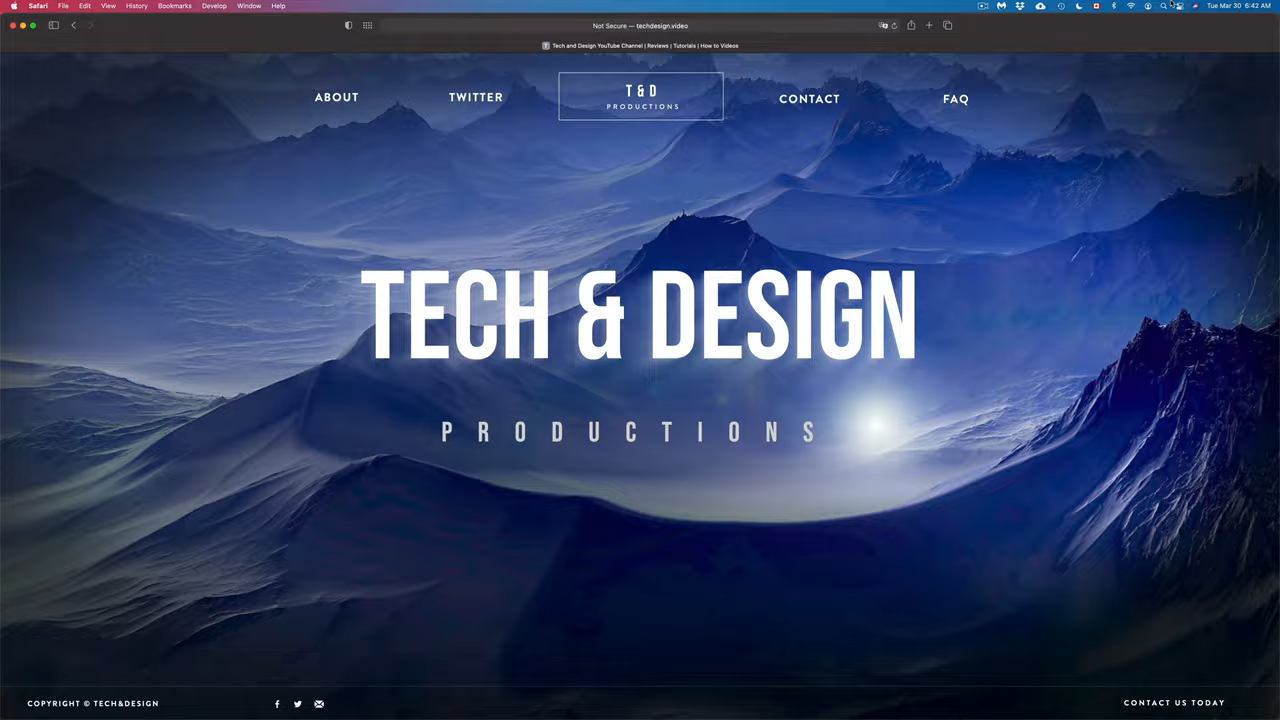 Safari File Edit View History Bookmarks Develop Window Help Tue Mar 30 6:42 AM
Not Secure — techdesign.video
T Tech and Design YouTube Channel | Reviews | Tutorials | How to Videos
ABOUT TWITTER T & D CONTACT FAQ
PRODUCTIONS
TECH & DESIGN
PRODUCTIONS
COPYRIGHT © TECH&DESIGN CONTACT US TODAY